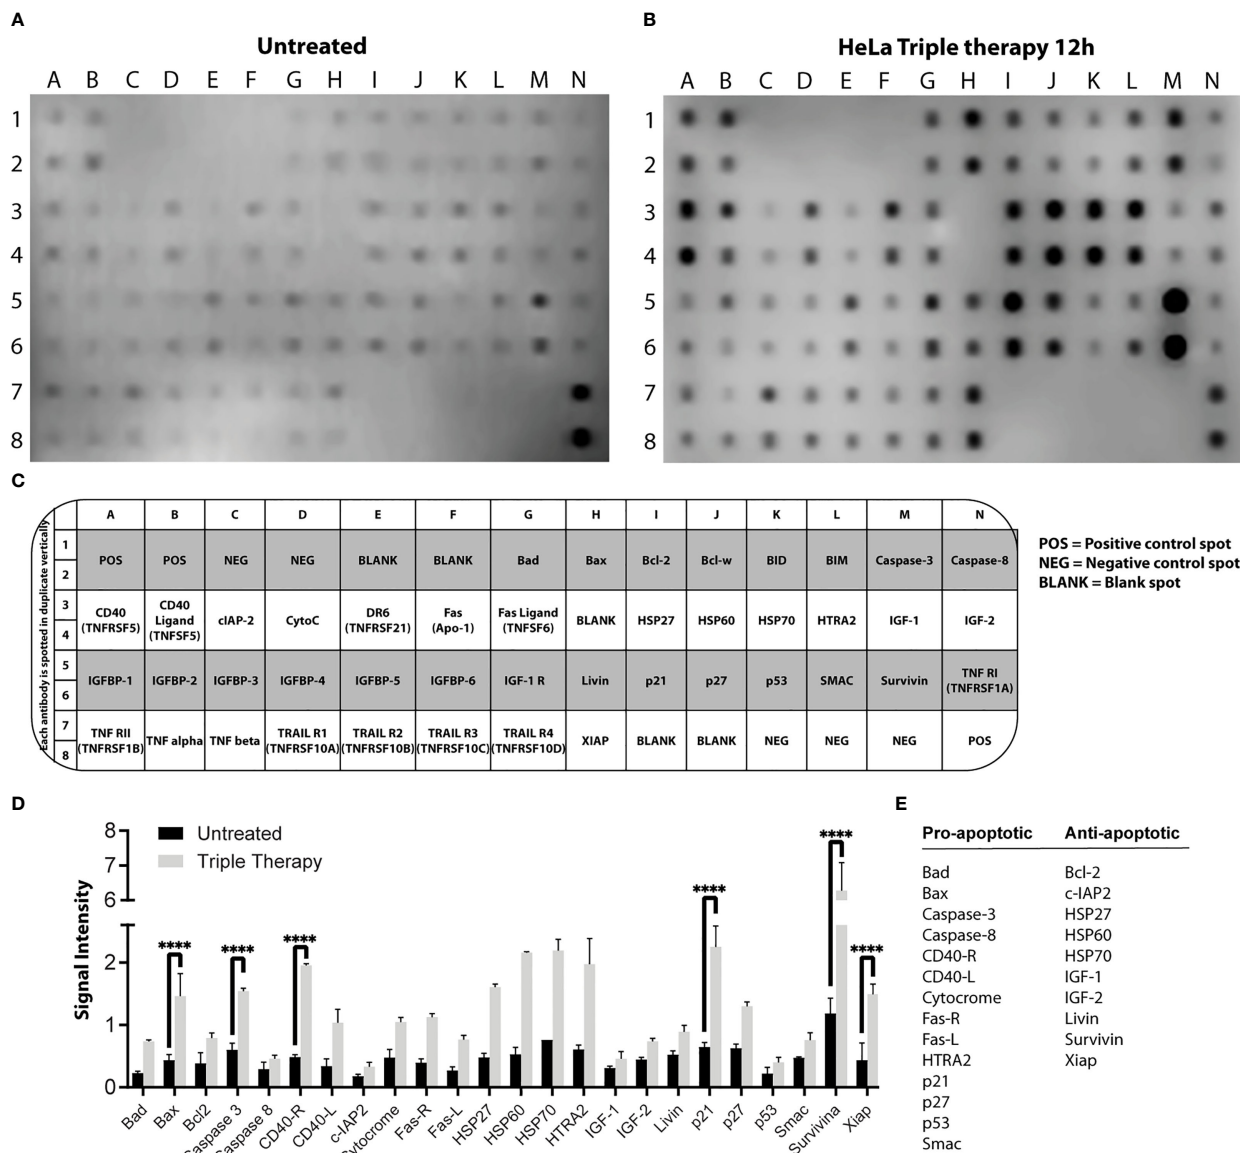 A
B
Untreated
HeLa Triple therapy 12h
A B C D E F G H I J K L M N
A B C D E F G H I J K L M N
1
2
3
4
5
6
7
8
1
2
3
4
5
6
7
8
C
Each antibody is spotted in duplicate vertically
A B C D E F G H I J K L M N
1
2
POS POS NEG NEG BLANK BLANK Bad Bax Bcl-2 Bcl-w BID BIM Caspase-3 Caspase-8
3
4
CD40
(TNFRSF5)
CD40
Ligand
(TNFSF5)
cIAP-2
CytoC
DR6
(TNFRSF21)
Fas
(Apo-1)
Fas Ligand
(TNFSF6)
BLANK HSP27 HSP60 HSP70 HTRA2 IGF-1 IGF-2
5
6
IGFBP-1 IGFBP-2 IGFBP-3 IGFBP-4 IGFBP-5 IGFBP-6 IGF-1 R Livin p21 p27 p53 SMAC Survivin
TNF RI
(TNFRSF1A)
7
8
TNF RII
(TNFRSF1B)
TNF alpha
TNF beta
TRAIL R1
(TNFRSF10A)
TRAIL R2
(TNFRSF10B)
TRAIL R3
(TNFRSF10C)
TRAIL R4
(TNFRSF10D)
XIAP BLANK BLANK NEG NEG NEG POS
POS = Positive control spot
NEG = Negative control spot
BLANK = Blank spot
D
Signal Intensity
8
7
6
2
1
0
Untreated
Triple Therapy
****
****
****
****
****
****
Bad
Bax
Bcl2
Caspase 3
Caspase 8
CD40-R
CD40-L
c-IAP2
Cytocrome
Fas-R
Fas-L
HSP27
HSP60
HSP70
HTRA2
IGF-1
IGF-2
Livin
p21
p27
p53
Smac
Survivina
Xiap
E
Pro-apoptotic Anti-apoptotic
Bad Bcl-2
Bax c-IAP2
Caspase-3 HSP27
Caspase-8 HSP60
CD40-R HSP70
CD40-L IGF-1
Cytocrome IGF-2
Fas-R Livin
Fas-L Survivin
HTRA2 Xiap
p21
p27
p53
Smac